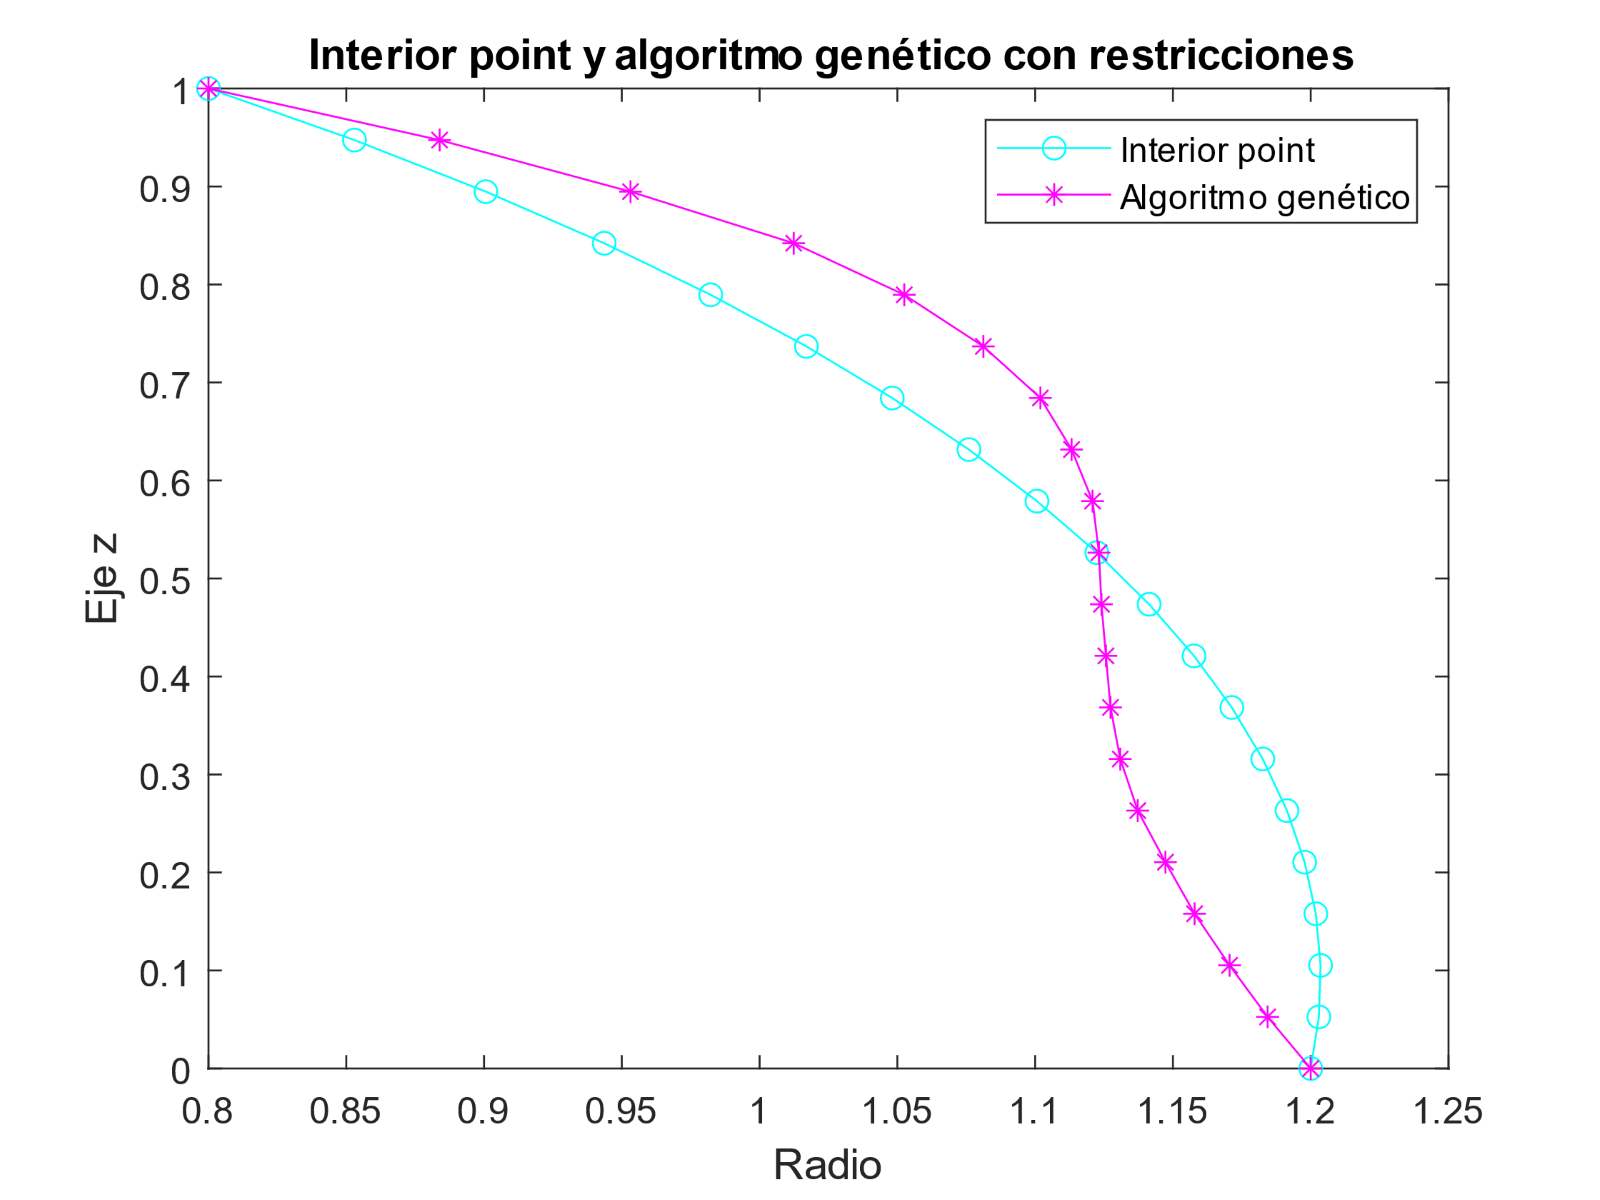 Interior point y algoritmo genético con restricciones
Interior point
Algoritmo genético
1
0.9
0.8
0.7
0.6
0.5
0.4
0.3
0.2
0.1
0
Eje z
0.8 0.85 0.9 0.95 1 1.05 1.1 1.15 1.2 1.25
Radio